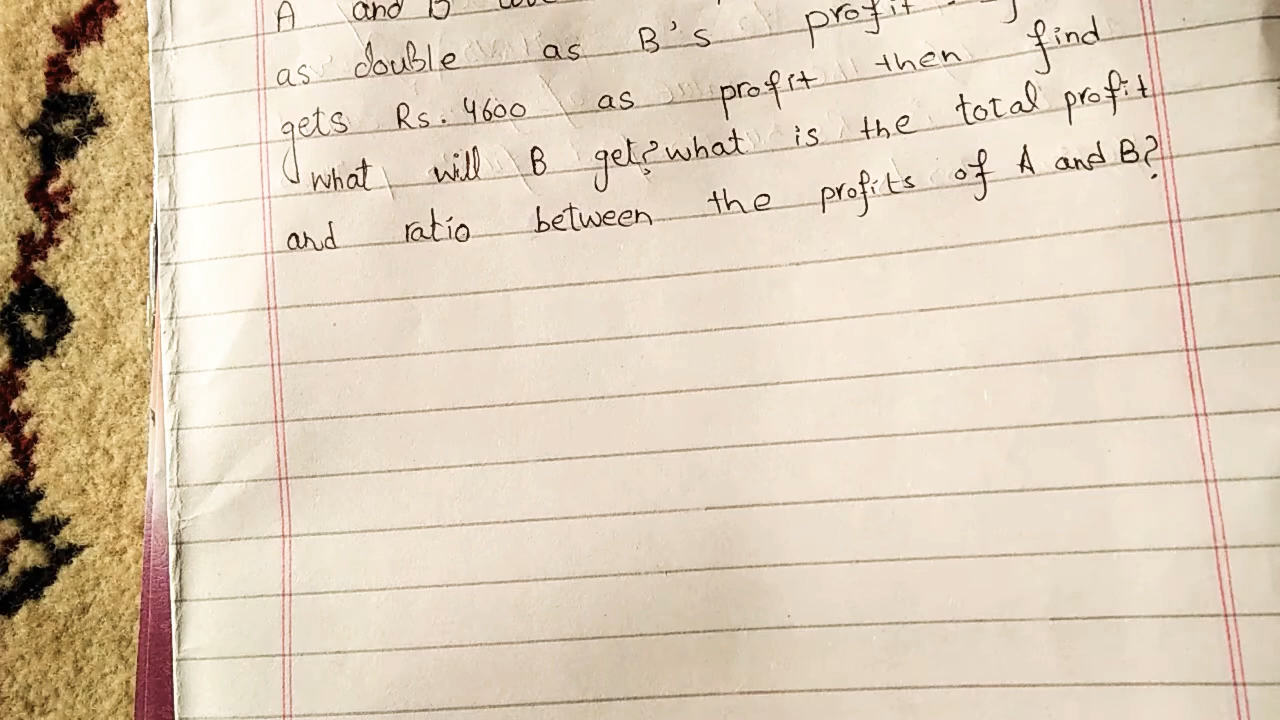 A and B
as double as B's profit.
gets Rs. 4600 as profit then find
what will B get? what is the total profit
and ratio between the profits of A and B?